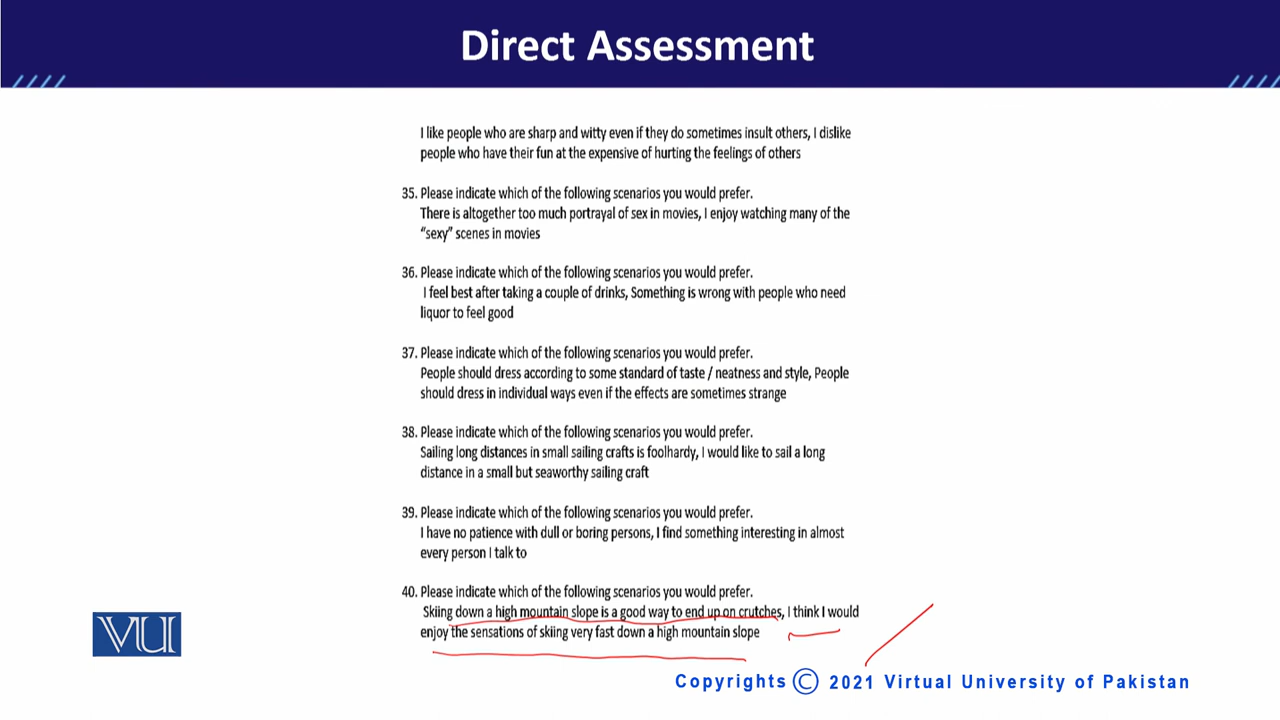 Direct Assessment
I like people who are sharp and witty even if they do sometimes insult others, I dislike
people who have their fun at the expensive of hurting the feelings of others
35. Please indicate which of the following scenarios you would prefer.
There is altogether too much portrayal of sex in movies, I enjoy watching many of the
“sexy” scenes in movies
36. Please indicate which of the following scenarios you would prefer.
I feel best after taking a couple of drinks, Something is wrong with people who need
liquor to feel good
37. Please indicate which of the following scenarios you would prefer.
People should dress according to some standard of taste / neatness and style, People
should dress in individual ways even if the effects are sometimes strange
38. Please indicate which of the following scenarios you would prefer.
Sailing long distances in small sailing crafts is foolhardy, I would like to sail a long
distance in a small but seaworthy sailing craft
39. Please indicate which of the following scenarios you would prefer.
I have no patience with dull or boring persons, I find something interesting in almost
every person I talk to
40. Please indicate which of the following scenarios you would prefer.
Skiing down a high mountain slope is a good way to end up on crutches, I think I would
enjoy the sensations of skiing very fast down a high mountain slope
VU
Copyrights © 2021 Virtual University of Pakistan